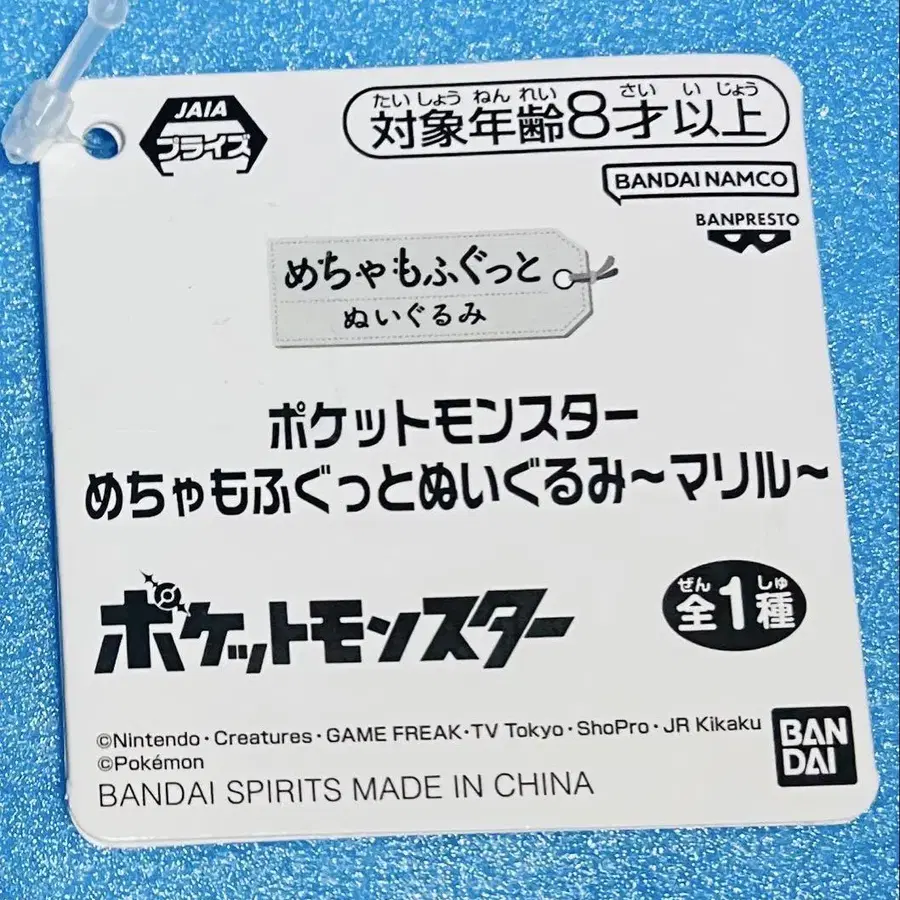 JAIA
プライズ
たいしょうねんれい さいいじょう
対象年齢8才以上
BANDAI NAMCO
BANPRESTO
めちゃもふぐっと
ぬいぐるみ
ポケットモンスター
めちゃもふぐっとぬいぐるみ～マリル～
ポケットモンスター
ぜん しゅ
全1種
©Nintendo・Creatures・GAME FREAK・TV Tokyo・ShoPro・JR Kikaku
©Pokémon
BANDAI SPIRITS MADE IN CHINA
BAN
DAI